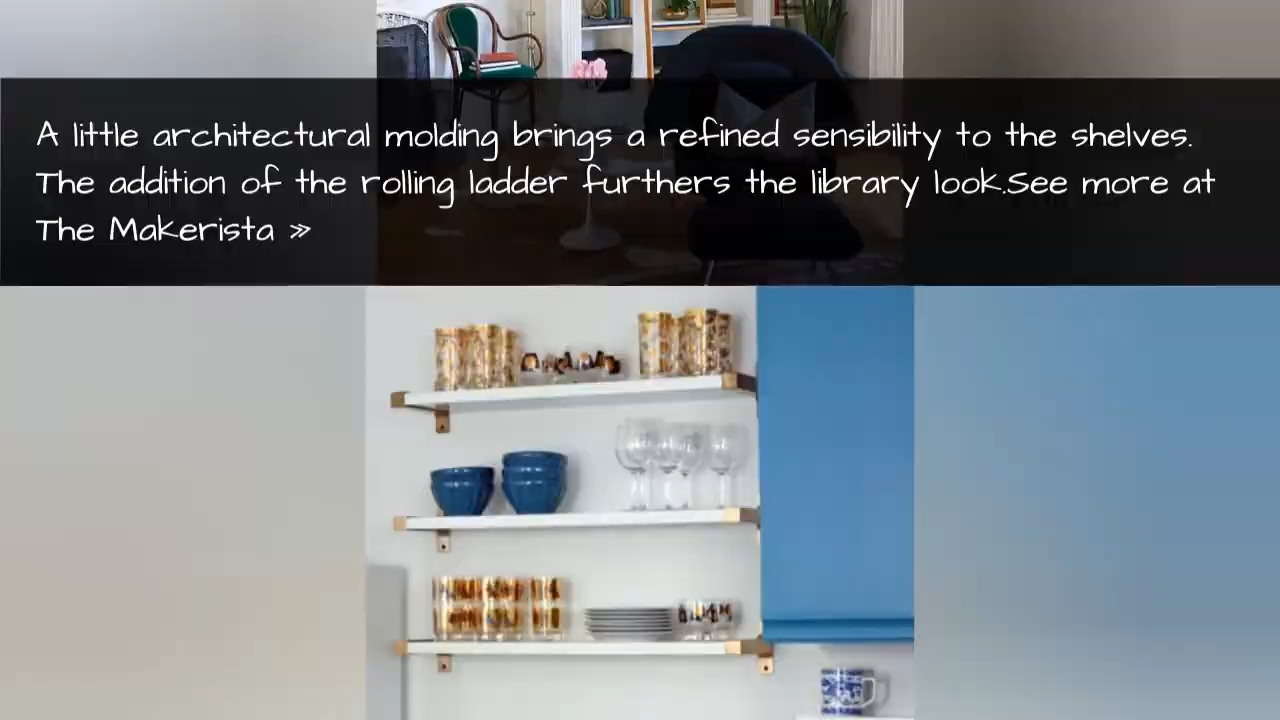 A little architectural molding brings a refined sensibility to the shelves.
The addition of the rolling ladder furthers the library look.See more at
The Makerista »